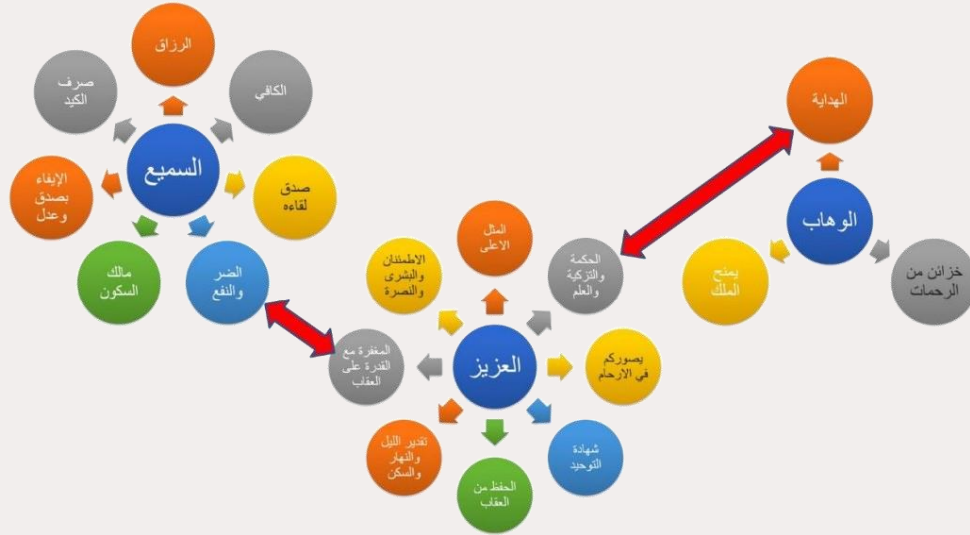 الهداية
الوهاب
خزائن من
الرحمات
يمنح
الملك
المثل
الاعلى
الحكمة
والتزكية
والعلم
الاطمئنان
والبشرى
والنصرة
العزيز
يصوركم
في الارحام
المغفرة مع
القدرة على
العقاب
شهادة
التوحيد
تقدير الليل
والنهار
والسكن
الحفظ من
العقاب
الرزاق
الكافي
صرف
الكيد
السميع
صدق
لقاءه
الإيفاء
بصدق
وعدل
الضر
والنفع
مالك
السكون